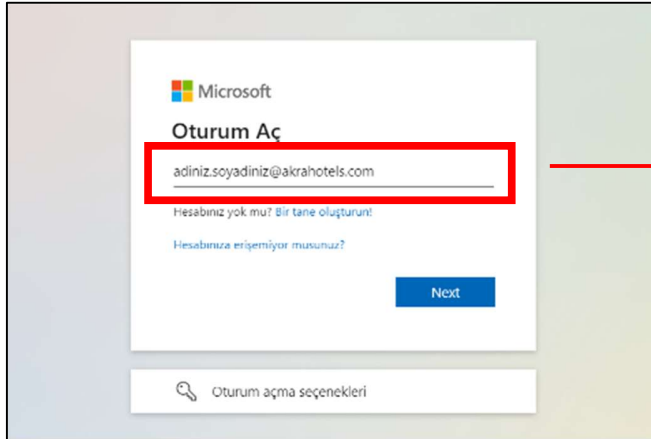 Microsoft
Oturum Aç
adiniz.soyadiniz@akrahotels.com
Hesabınız yok mu? Bir tane oluşturun!
Hesabınıza erişemiyor musunuz?
Next
Oturum açma seçenekleri